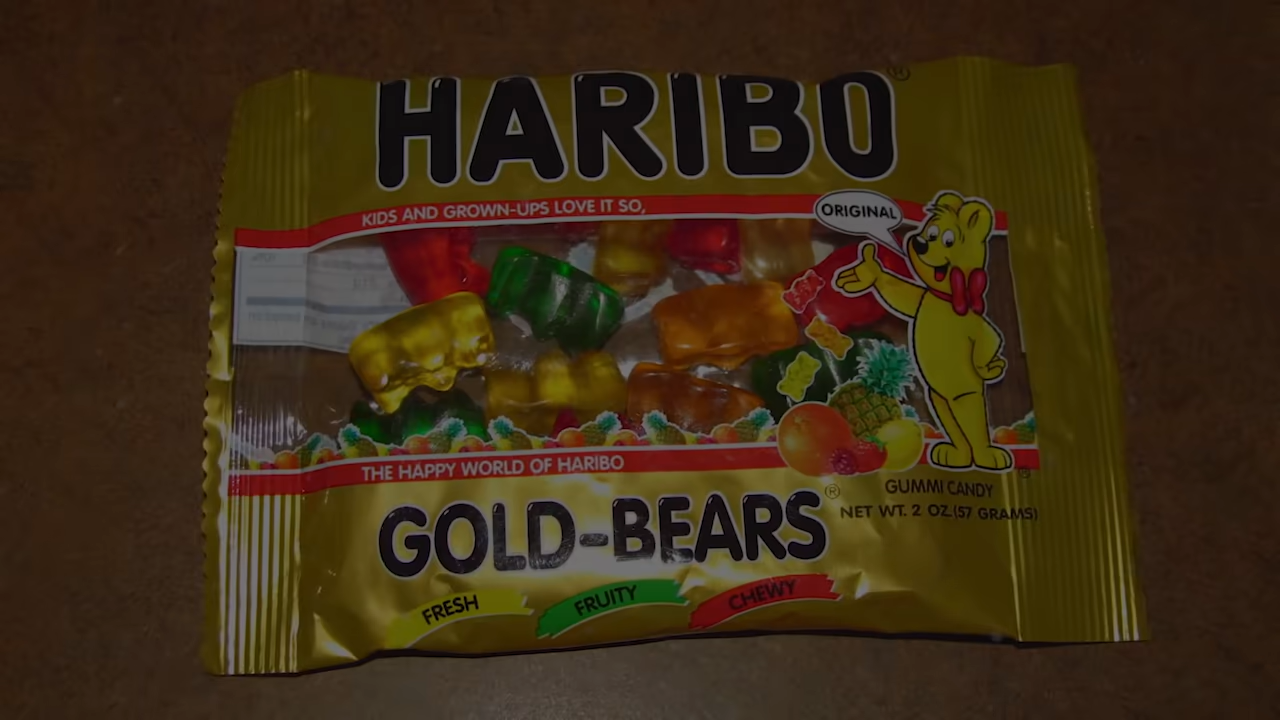 HARIBO®
KIDS AND GROWN-UPS LOVE IT SO,
ORIGINAL
THE HAPPY WORLD OF HARIBO
GOLD-BEARS®
GUMMI CANDY
NET WT. 2 OZ.(57 GRAMS)
FRESH
FRUITY
CHEWY